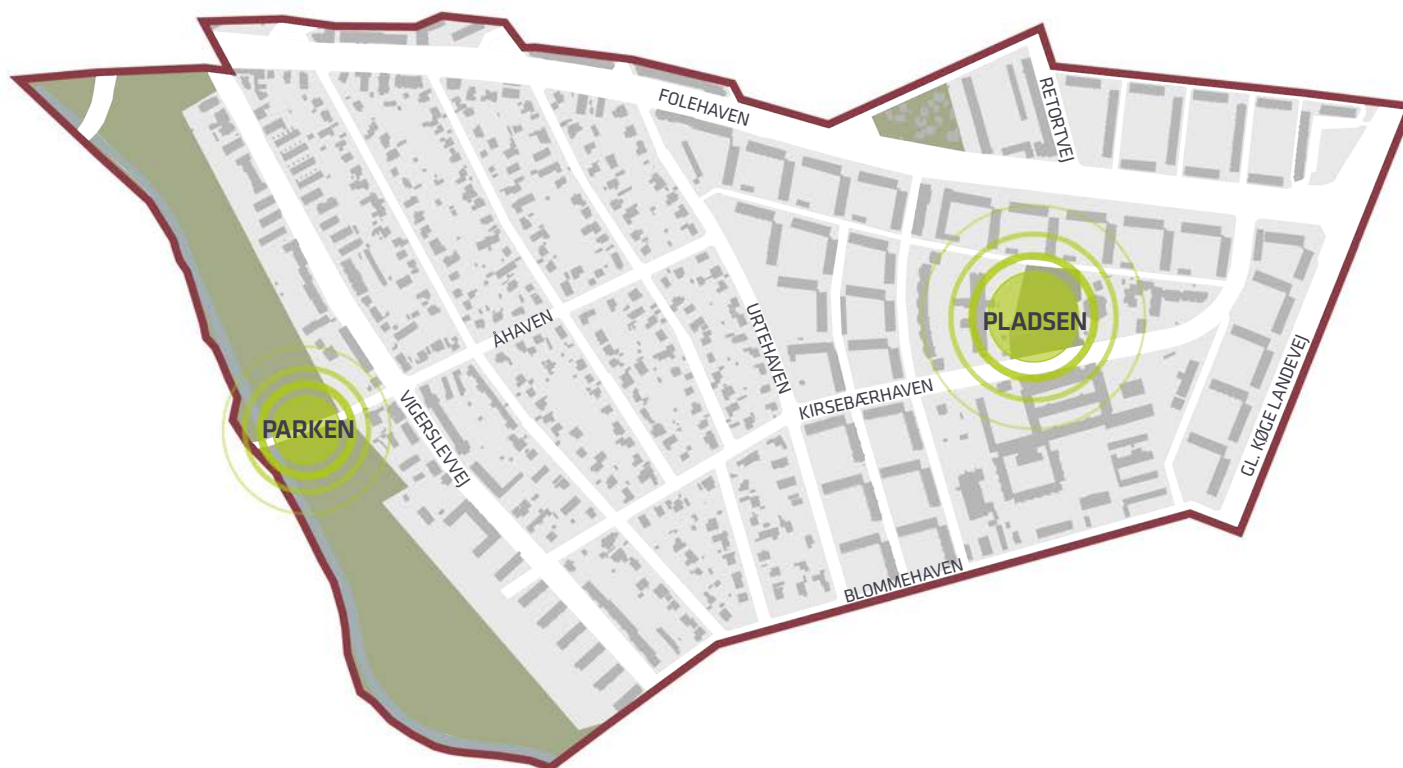 FOLEHAVEN
RETORTVEJ
ÅHAVEN
URTEHAVEN
PLADSEN
KIRSEBÆRHAVEN
GL. KØGE LANDEVEJ
PARKEN
VIGERSLEVVEJ
BLOMMEHAVEN